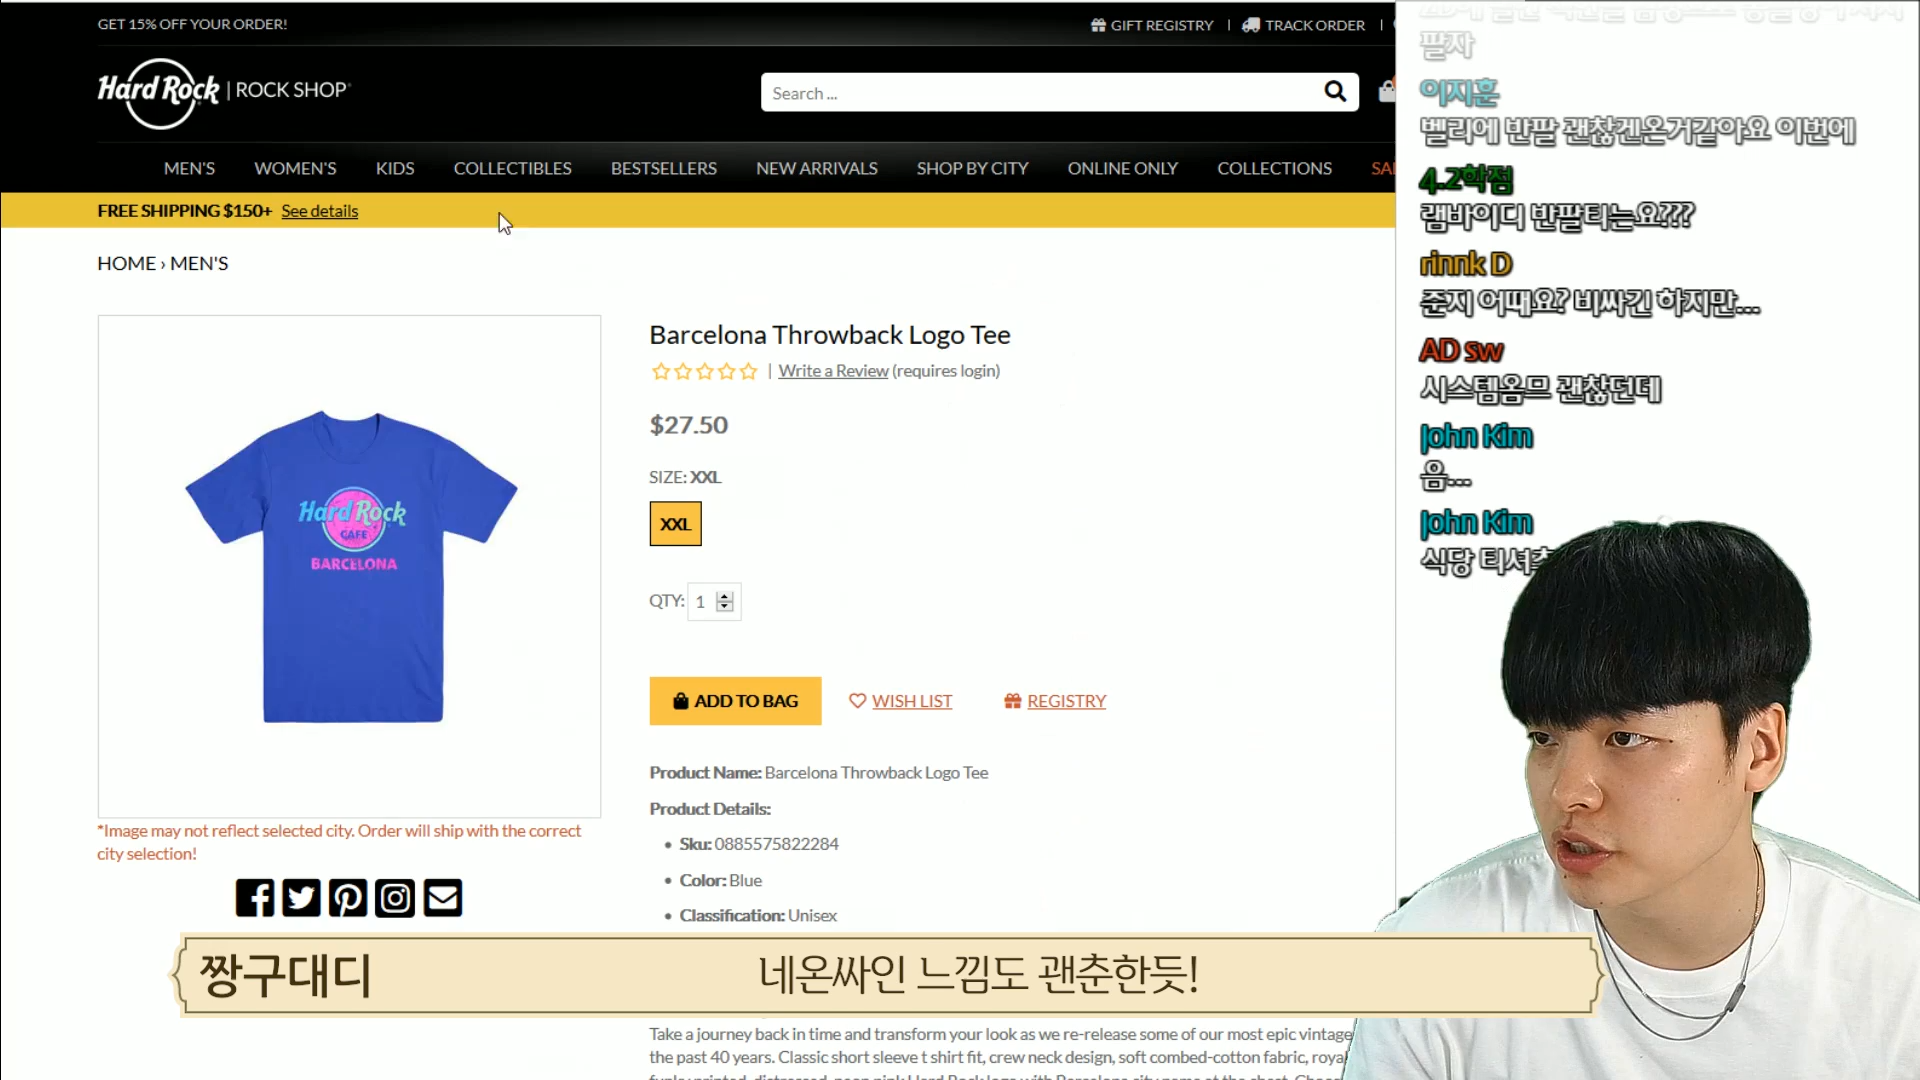 GET 15% OFF YOUR ORDER!
GIFT REGISTRY | TRACK ORDER |
Hard Rock | ROCK SHOP
Search ...
MEN'S WOMEN'S KIDS COLLECTIBLES BESTSELLERS NEW ARRIVALS SHOP BY CITY ONLINE ONLY COLLECTIONS
FREE SHIPPING $150+ See details
HOME › MEN'S
Barcelona Throwback Logo Tee
| Write a Review (requires login)
$27.50
SIZE: XXL
XXL
QTY: 1
ADD TO BAG WISH LIST REGISTRY
Hard Rock
CAFE
BARCELONA
Product Name: Barcelona Throwback Logo Tee
Product Details:
• Sku: 0885575822284
• Color: Blue
• Classification: Unisex
*Image may not reflect selected city. Order will ship with the correct
city selection!
Take a journey back in time and transform your look as we re-release some of our most epic vintage
the past 40 years. Classic short sleeve t shirt fit, crew neck design, soft combed-cotton fabric,
팔자
이지훈
벨리에 반팔 괜찮겐온거같아요 이번에
4.2학점
램바이디 반팔티는요???
rinnk D
준지 어때요? 비싸긴 하지만...
AD sw
시스템옴므 괜찮던데
John Kim
음...
John Kim
식당 티셔츠
짱구대디 네온싸인 느낌도 괜춘한듯!